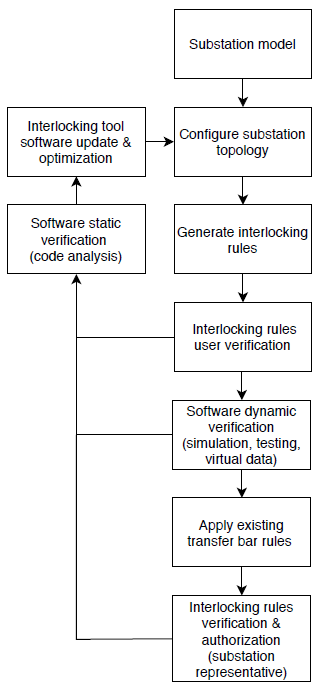 Substation model
Interlocking tool
software update &
optimization
Configure substation
topology
Software static
verification
(code analysis)
Generate interlocking
rules
Interlocking rules
user verification
Software dynamic
verification
(simulation, testing,
virtual data)
Apply existing
transfer bar rules
Interlocking rules
verification &
authorization
(substation
representative)